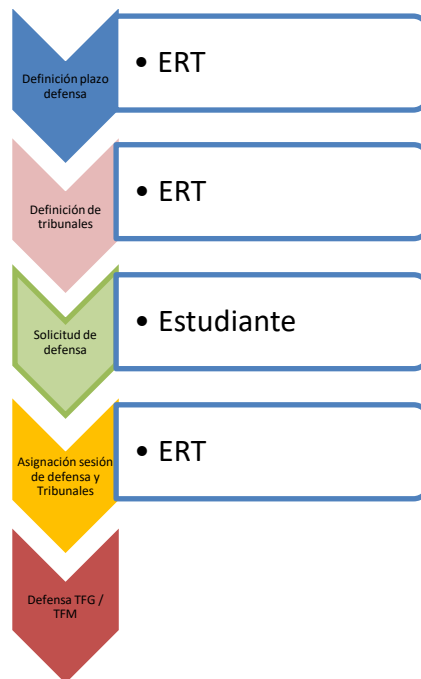 Definición plazo
defensa
• ERT
Definición de
tribunales
• ERT
Solicitud de
defensa
• Estudiante
Asignación sesión
de defensa y
Tribunales
• ERT
Defensa TFG /
TFM